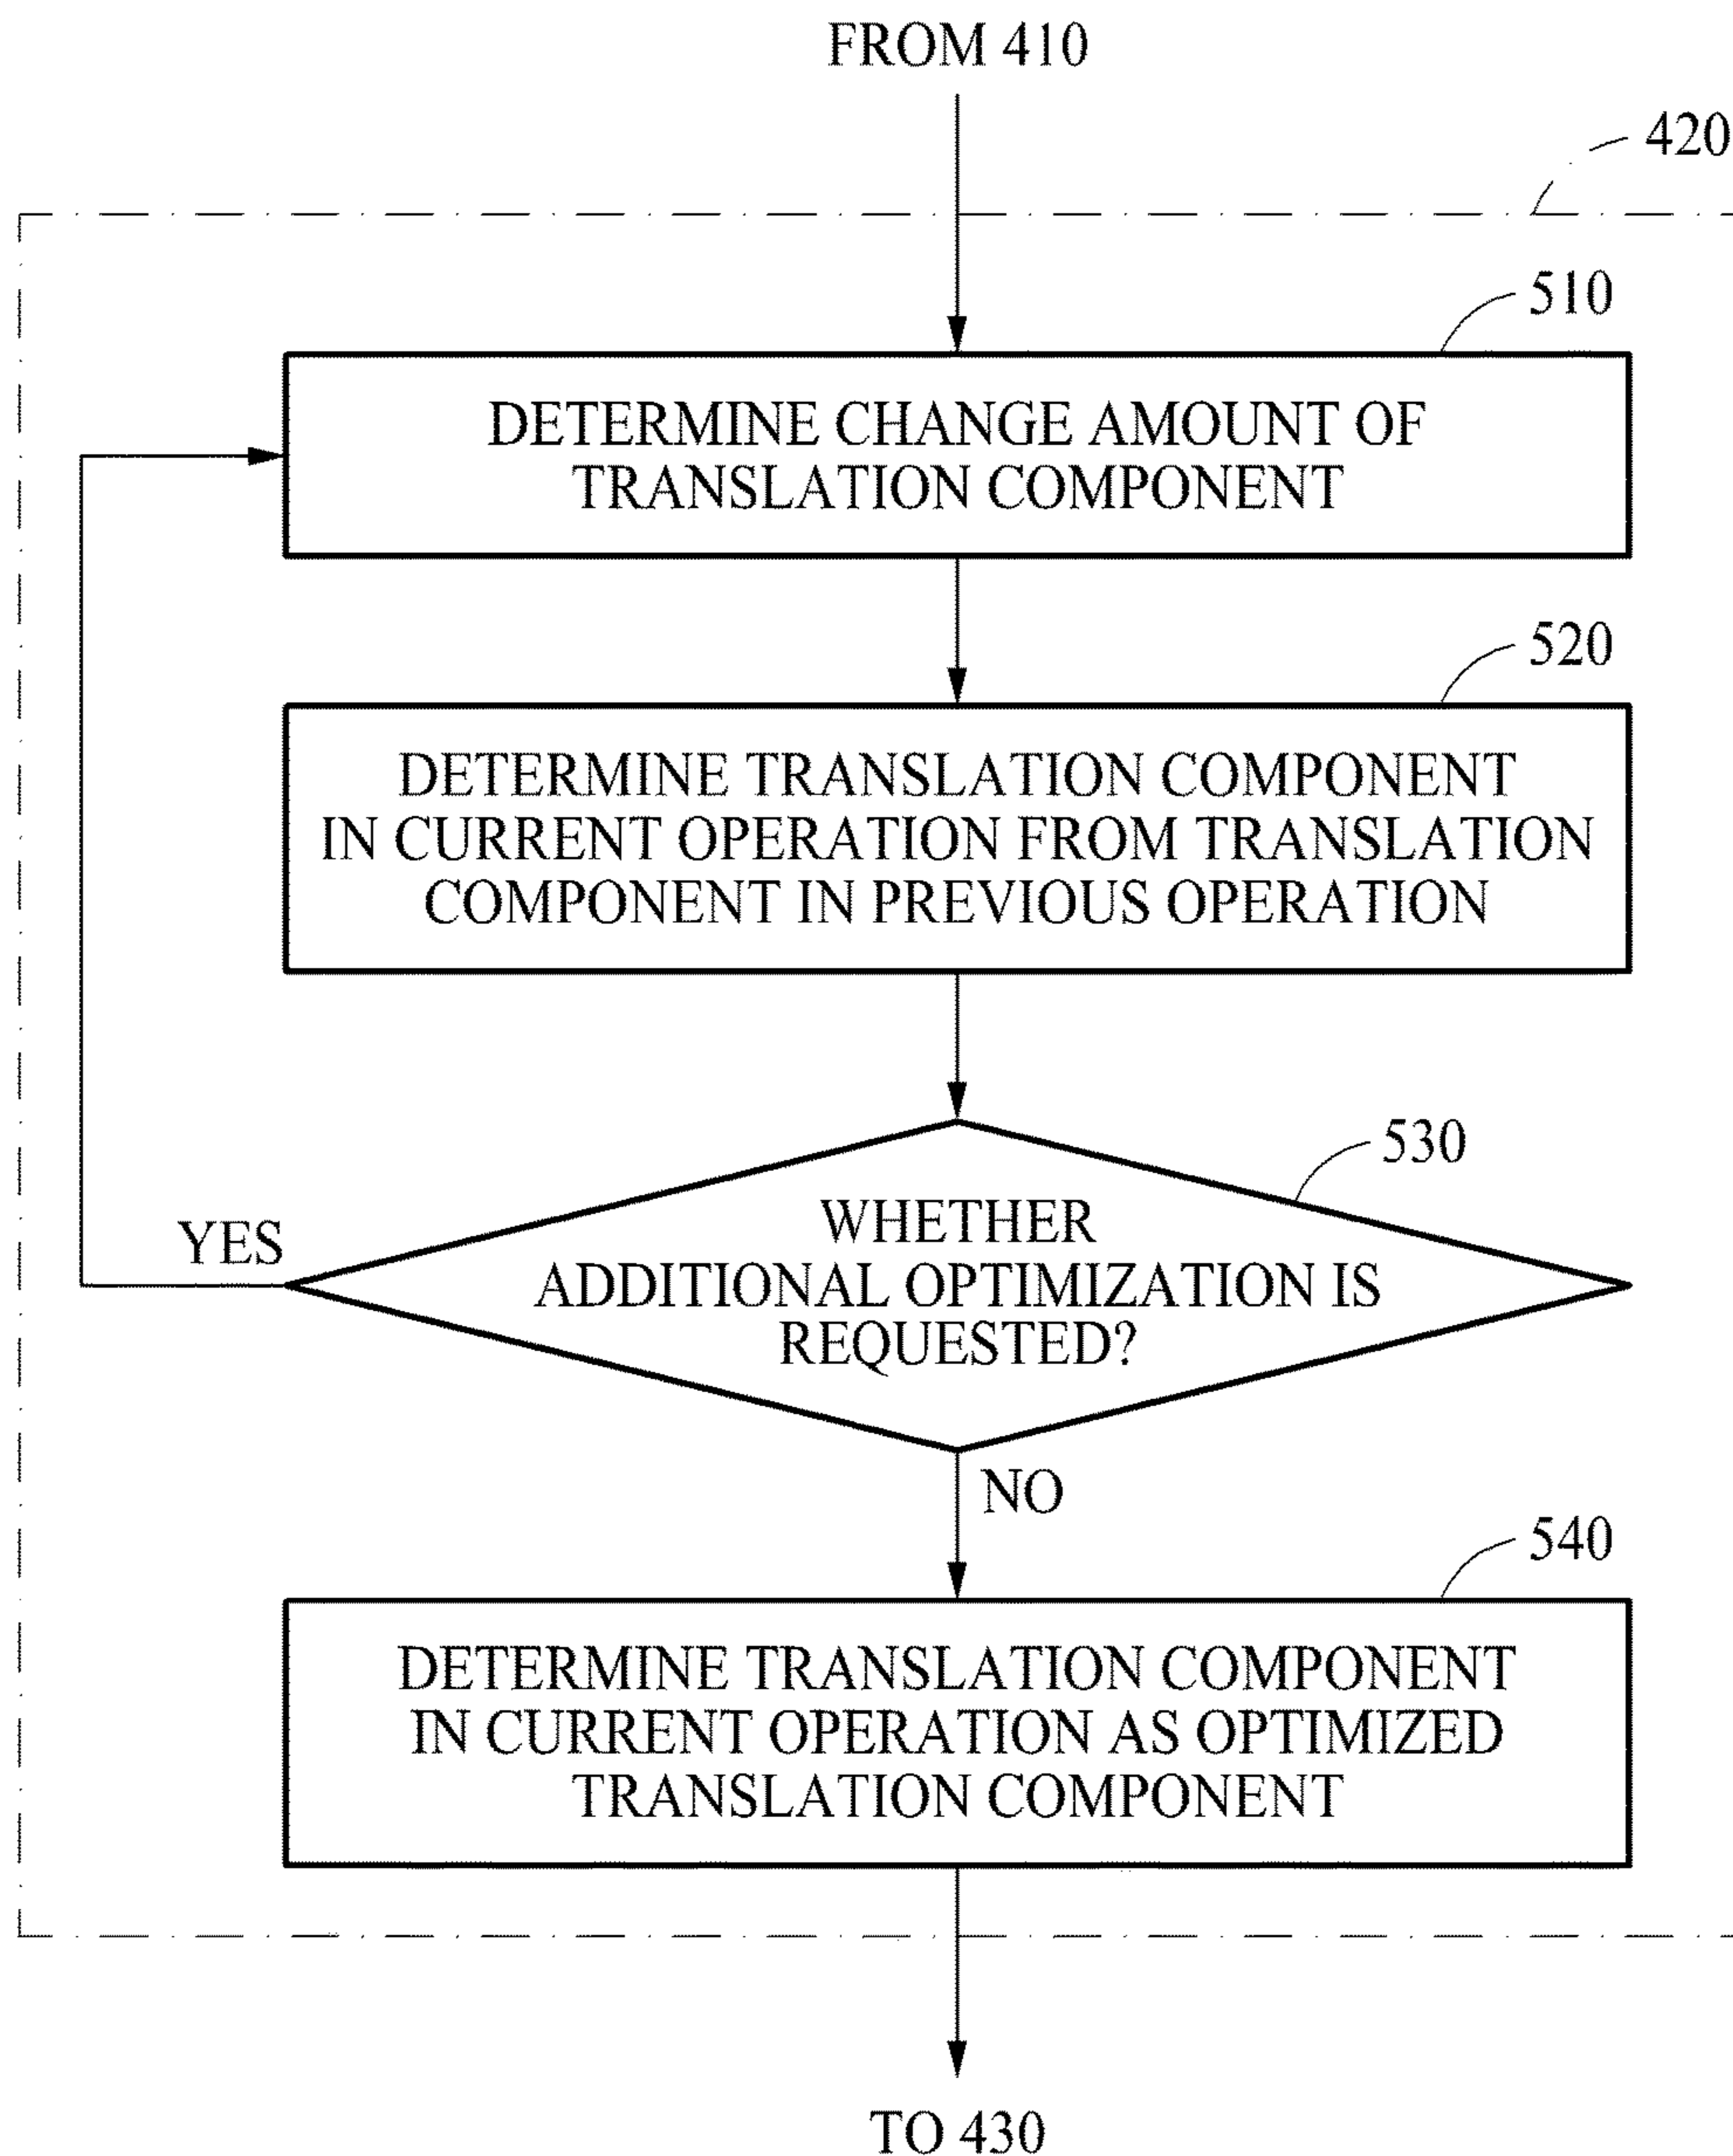 FROM 410
420
510
DETERMINE CHANGE AMOUNT OF
TRANSLATION COMPONENT
520
DETERMINE TRANSLATION COMPONENT
IN CURRENT OPERATION FROM TRANSLATION
COMPONENT IN PREVIOUS OPERATION
530
WHETHER
ADDITIONAL OPTIMIZATION IS
REQUESTED?
YES
NO
540
DETERMINE TRANSLATION COMPONENT
IN CURRENT OPERATION AS OPTIMIZED
TRANSLATION COMPONENT
TO 430